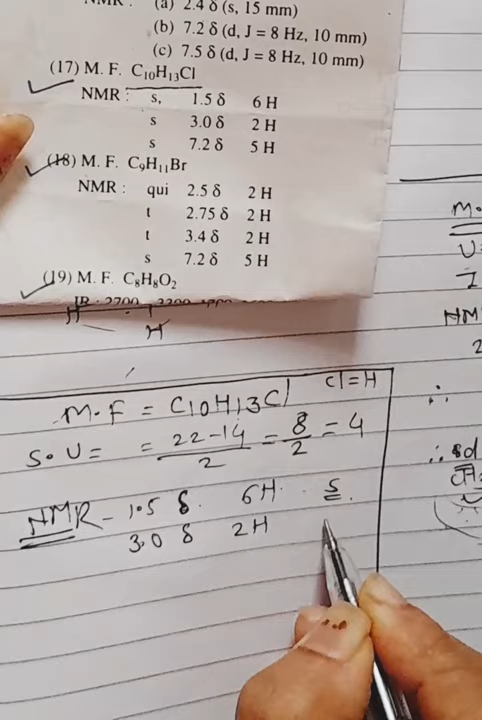 (a) 2.4 δ (s, 15 mm)
(b) 7.2 δ (d, J = 8 Hz, 10 mm)
(c) 7.5 δ (d, J = 8 Hz, 10 mm)
(17) M. F. C₁₀H₁₃Cl
NMR : s, 1.5 δ 6 H
s 3.0 δ 2 H
s 7.2 δ 5 H
(18) M. F. C₉H₁₁Br
NMR : qui 2.5 δ 2 H
t 2.75 δ 2 H
t 3.4 δ 2 H
s 7.2 δ 5 H
(19) M. F. C₈H₈O₂
H
H
Cl = H
M.F = C10H13Cl
S.U = = 22-14/2 = 8/2 = 4
NMR - 1.5 δ. 6H. s.
3.0 δ 2H
M.
U=
NM
2
∴